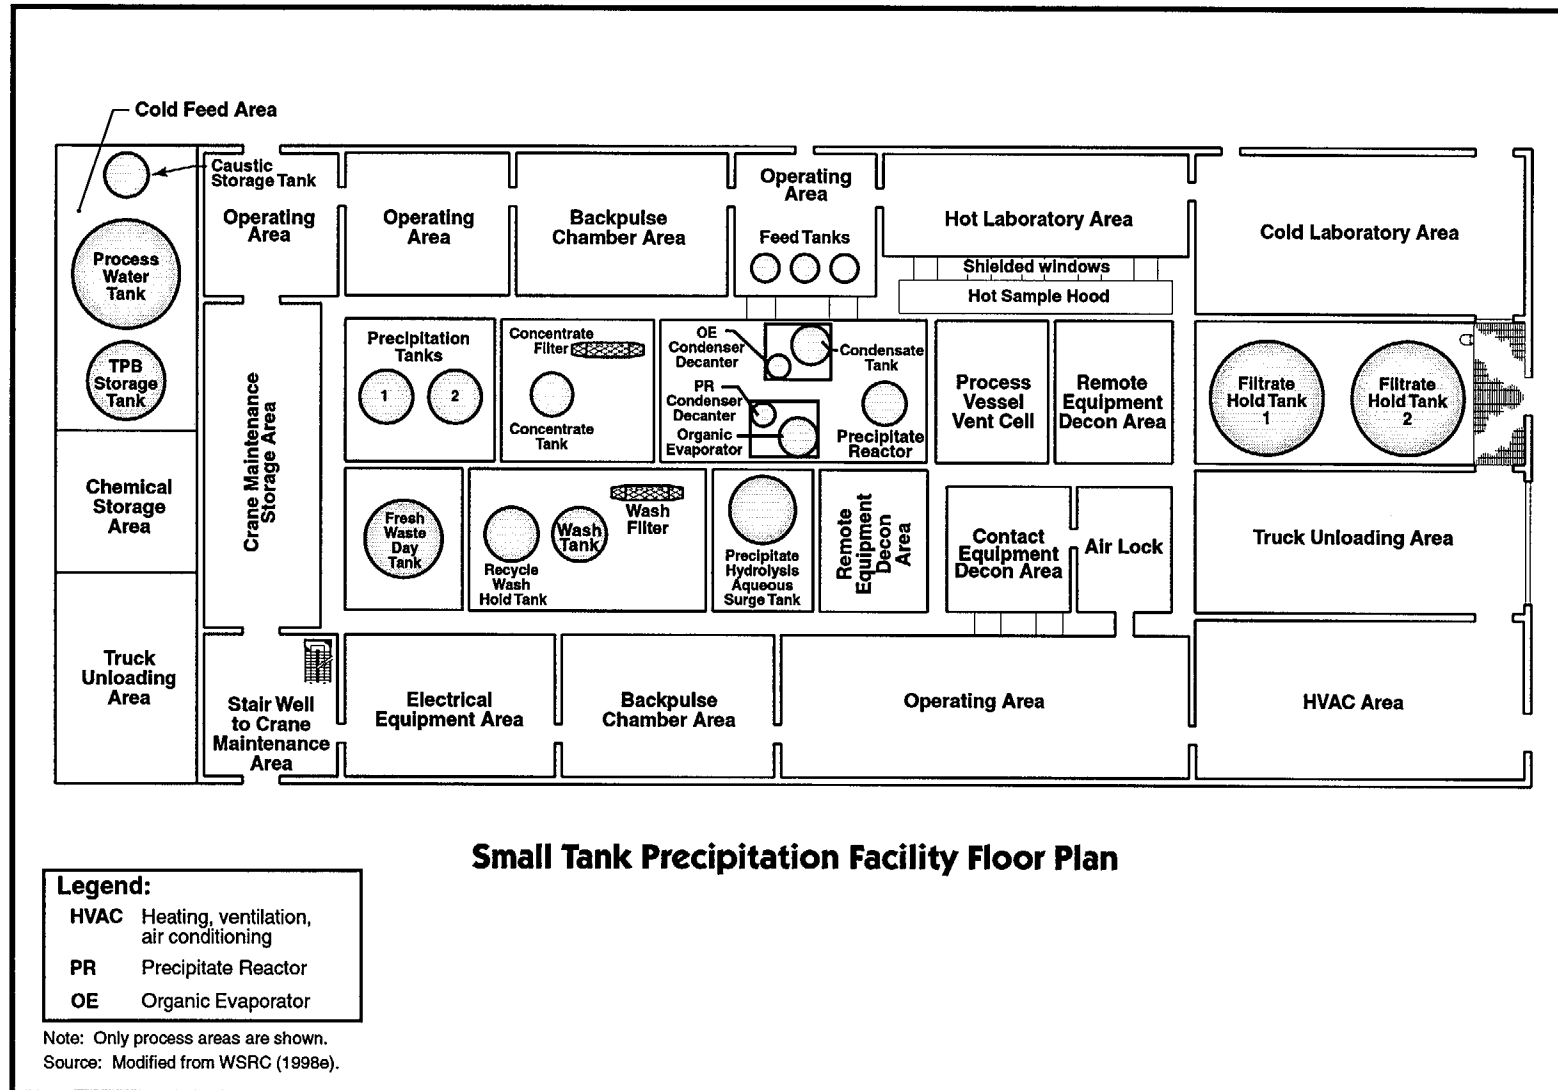 Cold Feed Area
Caustic
Storage Tank
Process
Water
Tank
TPB
Storage
Tank
Chemical
Storage
Area
Truck
Unloading
Area
Operating
Area
Operating
Area
Backpulse
Chamber Area
Operating
Area
Feed Tanks
Hot Laboratory Area
Shielded windows
Hot Sample Hood
Cold Laboratory Area
Crane Maintenance
Storage Area
Precipitation
Tanks
1
2
Concentrate
Filter
Concentrate
Tank
OE
Condenser
Decanter
Condensate
Tank
PR
Condenser
Decanter
Organic
Evaporator
Precipitate
Reactor
Process
Vessel
Vent Cell
Remote
Equipment
Decon Area
Filtrate
Hold Tank
1
Filtrate
Hold Tank
2
Fresh
Waste
Day
Tank
Recycle
Wash
Hold Tank
Wash
Tank
Wash
Filter
Precipitate
Hydrolysis
Aqueous
Surge Tank
Remote
Equipment
Decon
Area
Contact
Equipment
Decon Area
Air Lock
Truck Unloading Area
Stair Well
to Crane
Maintenance
Area
Electrical
Equipment Area
Backpulse
Chamber Area
Operating Area
HVAC Area
Small Tank Precipitation Facility Floor Plan
Legend:
HVAC Heating, ventilation,
air conditioning
PR Precipitate Reactor
OE Organic Evaporator
Note: Only process areas are shown.
Source: Modified from WSRC (1998e).